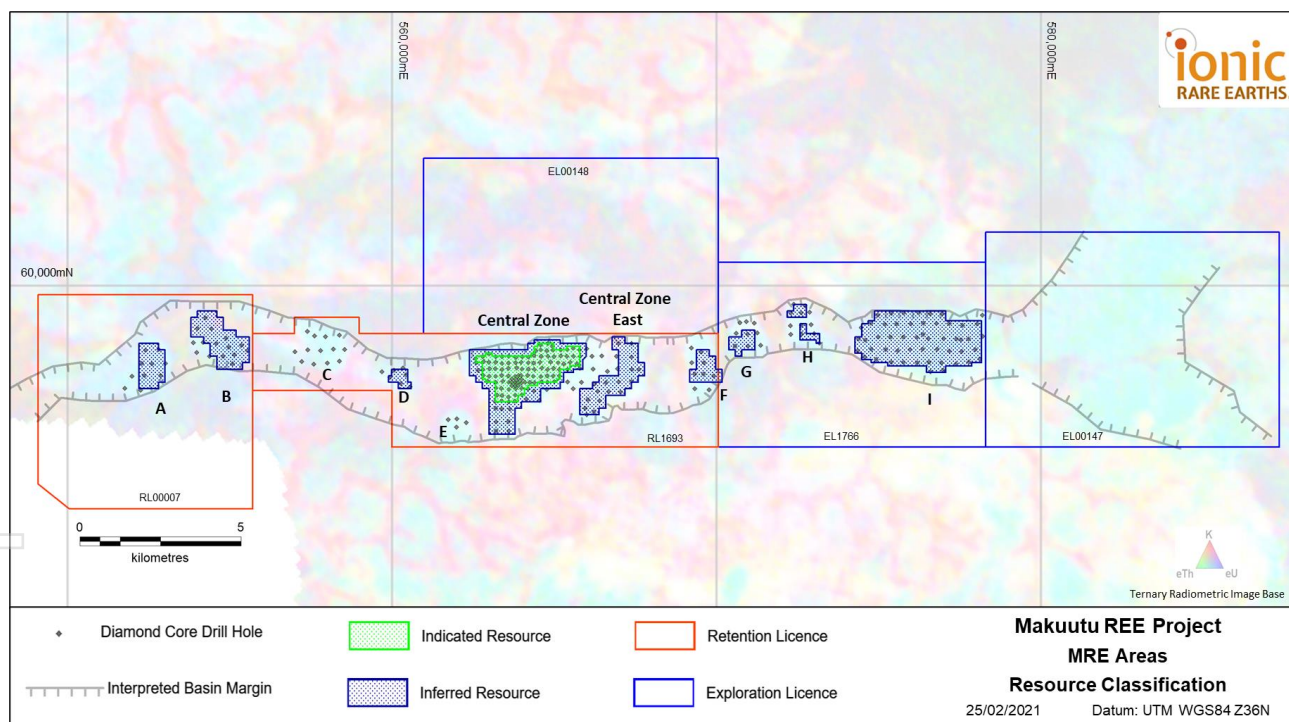 560,000mE
580,000mE
ionic
RARE EARTHS
EL00148
60,000mN
Central Zone
East
Central Zone
A
B
C
D
E
F
G
H
I
RL1693
EL1766
EL00147
RL00007
0
5
kilometres
K
eTh
eU
Ternary Radiometric Image Base
Diamond Core Drill Hole
Indicated Resource
Retention Licence
Interpreted Basin Margin
Inferred Resource
Exploration Licence
Makuutu REE Project
MRE Areas
Resource Classification
25/02/2021
Datum: UTM WGS84 Z36N